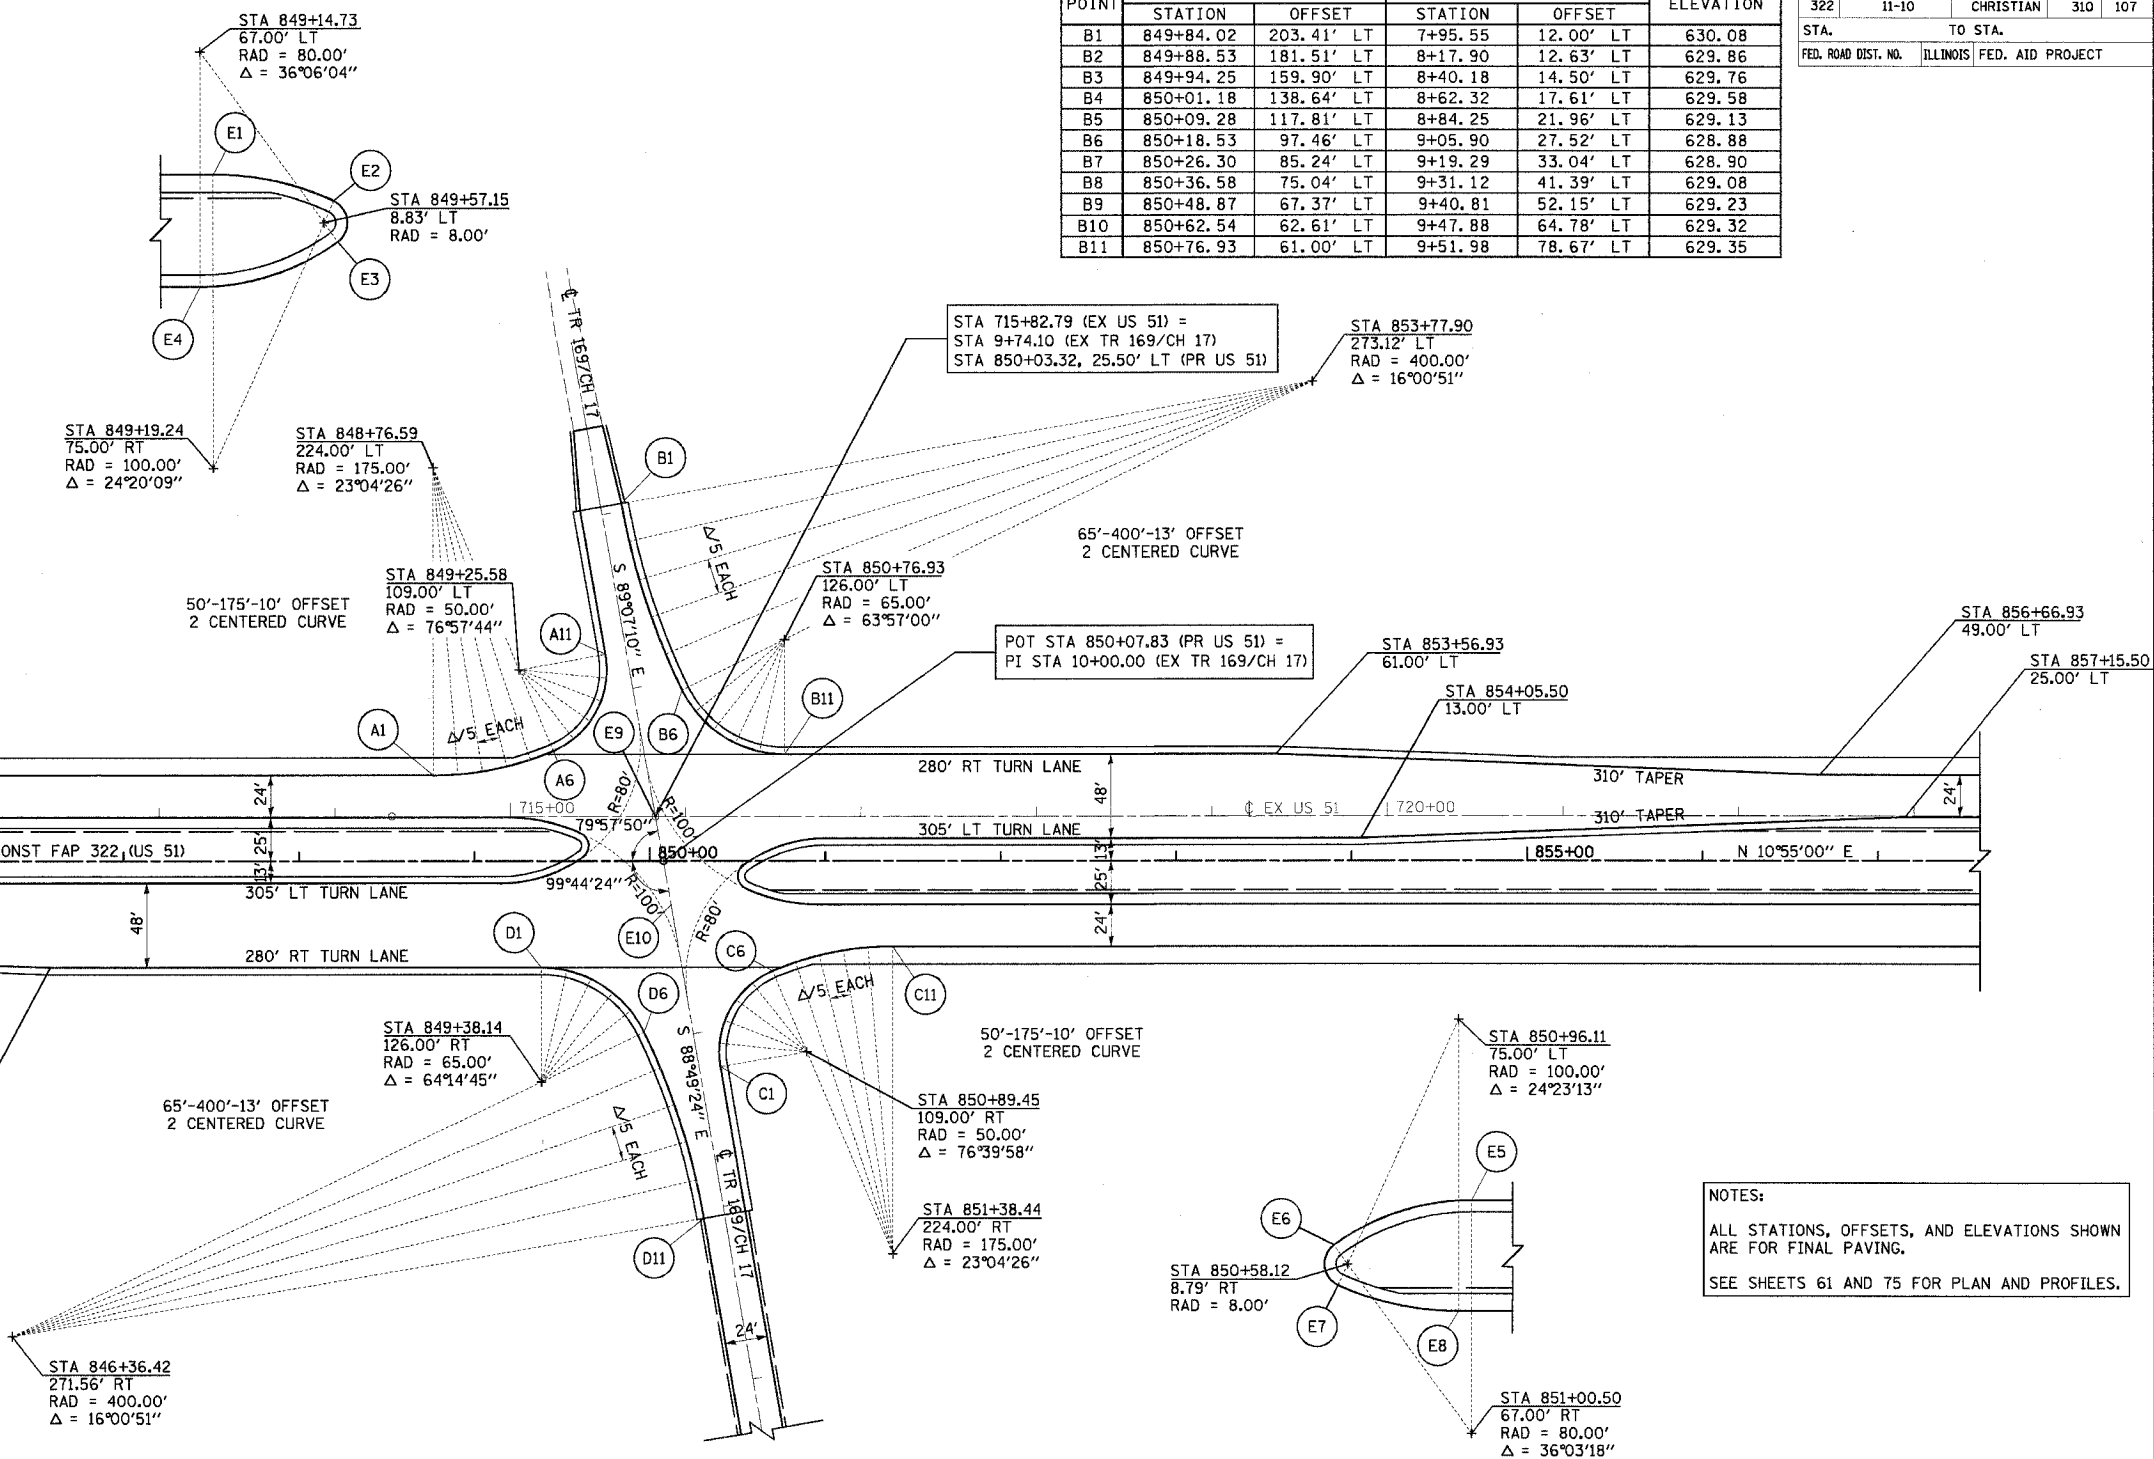 POINT
STATION OFFSET STATION OFFSET ELEVATION
B1 849+84.02 203.41' LT 7+95.55 12.00' LT 630.08
B2 849+88.53 181.51' LT 8+17.90 12.63' LT 629.86
B3 849+94.25 159.90' LT 8+40.18 14.50' LT 629.76
B4 850+01.18 138.64' LT 8+62.32 17.61' LT 629.58
B5 850+09.28 117.81' LT 8+84.25 21.96' LT 629.13
B6 850+18.53 97.46' LT 9+05.90 27.52' LT 628.88
B7 850+26.30 85.24' LT 9+19.29 33.04' LT 628.90
B8 850+36.58 75.04' LT 9+31.12 41.39' LT 629.08
B9 850+48.87 67.37' LT 9+40.81 52.15' LT 629.23
B10 850+62.54 62.61' LT 9+47.88 64.78' LT 629.32
B11 850+76.93 61.00' LT 9+51.98 78.67' LT 629.35
322 11-10 CHRISTIAN 310 107
STA. TO STA.
FED. ROAD DIST. NO. ILLINOIS FED. AID PROJECT
STA 849+14.73
67.00' LT
RAD = 80.00'
Δ = 36°06'04"
E1
E2
STA 849+57.15
8.83' LT
RAD = 8.00'
E3
E4
STA 849+19.24
75.00' RT
RAD = 100.00'
Δ = 24°20'09"
STA 848+76.59
224.00' LT
RAD = 175.00'
Δ = 23°04'26"
℄ TR 169/CH 17
B1
STA 715+82.79 (EX US 51) =
STA 9+74.10 (EX TR 169/CH 17)
STA 850+03.32, 25.50' LT (PR US 51)
STA 853+77.90
273.12' LT
RAD = 400.00'
Δ = 16°00'51"
Δ/5 EACH
65'-400'-13' OFFSET
2 CENTERED CURVE
50'-175'-10' OFFSET
2 CENTERED CURVE
STA 849+25.58
109.00' LT
RAD = 50.00'
Δ = 76°57'44"
S 89°07'10" E
STA 850+76.93
126.00' LT
RAD = 65.00'
Δ = 63°57'00"
A11
POT STA 850+07.83 (PR US 51) =
PI STA 10+00.00 (EX TR 169/CH 17)
STA 853+56.93
61.00' LT
STA 854+05.50
13.00' LT
STA 856+66.93
49.00' LT
STA 857+15.50
25.00' LT
A1
Δ/5 EACH
A6
E9
B6
B11
280' RT TURN LANE
310' TAPER
24'
715+00
R=80'
R=100'
48'
℄ EX US 51
720+00
310' TAPER
24'
79°57'50"
305' LT TURN LANE
25'
13'
ONST FAP 322 (US 51)
850+00
13'
855+00
N 10°55'00" E
305' LT TURN LANE
99°44'24"
R=100'
25'
48'
R=80'
24'
D1
E10
C6
280' RT TURN LANE
D6
Δ/5 EACH
C11
STA 849+38.14
126.00' RT
RAD = 65.00'
Δ = 64°14'45"
S 88°49'24" E
50'-175'-10' OFFSET
2 CENTERED CURVE
C1
65'-400'-13' OFFSET
2 CENTERED CURVE
Δ/5 EACH
STA 850+89.45
109.00' RT
RAD = 50.00'
Δ = 76°39'58"
℄ TR 169/CH 17
STA 851+38.44
224.00' RT
RAD = 175.00'
Δ = 23°04'26"
D11
24'
STA 846+36.42
271.56' RT
RAD = 400.00'
Δ = 16°00'51"
STA 850+96.11
75.00' LT
RAD = 100.00'
Δ = 24°23'13"
E5
E6
STA 850+58.12
8.79' RT
RAD = 8.00'
E7
E8
STA 851+00.50
67.00' RT
RAD = 80.00'
Δ = 36°03'18"
NOTES:
ALL STATIONS, OFFSETS, AND ELEVATIONS SHOWN
ARE FOR FINAL PAVING.
SEE SHEETS 61 AND 75 FOR PLAN AND PROFILES.